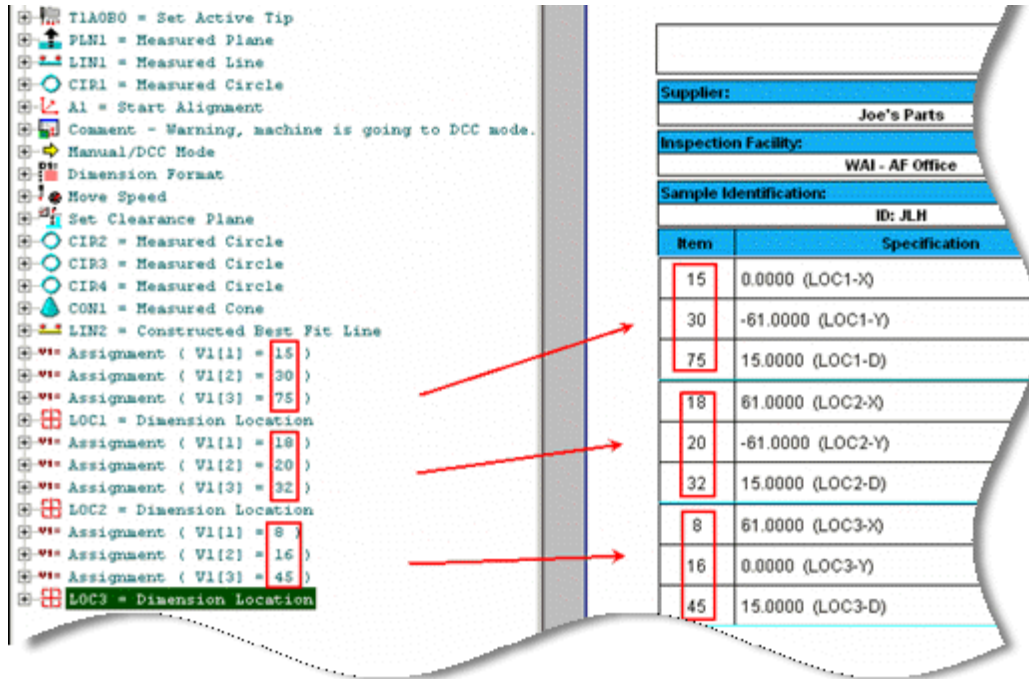 T1A0B0 = Set Active Tip
PLN1 = Measured Plane
LIN1 = Measured Line
CIR1 = Measured Circle
A1 = Start Alignment
Comment - Warning, machine is going to DCC mode.
Manual/DCC Mode
Dimension Format
Move Speed
Set Clearance Plane
CIR2 = Measured Circle
CIR3 = Measured Circle
CIR4 = Measured Circle
CON1 = Measured Cone
LIN2 = Constructed Best Fit Line
Assignment ( V1[1] = 15 )
Assignment ( V1[2] = 30 )
Assignment ( V1[3] = 75 )
LOC1 = Dimension Location
Assignment ( V1[1] = 18 )
Assignment ( V1[2] = 20 )
Assignment ( V1[3] = 32 )
LOC2 = Dimension Location
Assignment ( V1[1] = 8 )
Assignment ( V1[2] = 16 )
Assignment ( V1[3] = 45 )
LOC3 = Dimension Location
Supplier:
Joe's Parts
Inspection Facility:
WAI - AF Office
Sample Identification:
ID: JLH
Item Specification
15 0.0000 (LOC1-X)
30 -61.0000 (LOC1-Y)
75 15.0000 (LOC1-D)
18 61.0000 (LOC2-X)
20 -61.0000 (LOC2-Y)
32 15.0000 (LOC2-D)
8 61.0000 (LOC3-X)
16 0.0000 (LOC3-Y)
45 15.0000 (LOC3-D)